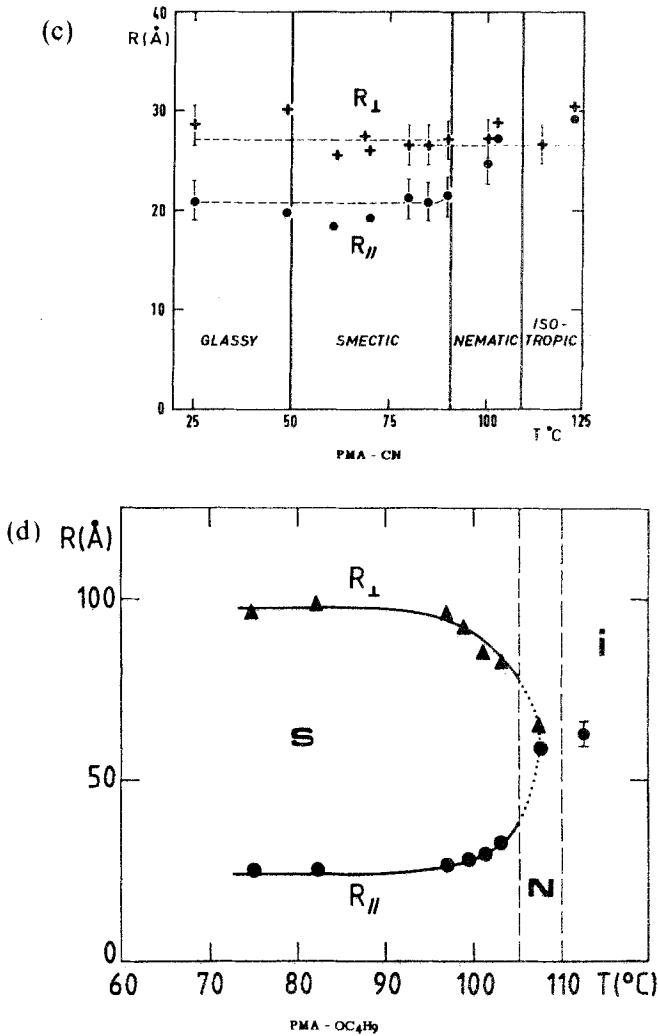 (c)
R(Å)
40
30
20
10
0
R⊥
R//
GLASSY
SMECTIC
NEMATIC
ISO-
TROPIC
25
50
75
100
125
T °C
PMA - CN
(d)
R(Å)
100
50
0
R⊥
R//
S
N
i
60
70
80
90
100
110
T(°C)
PMA - OC₄H₉